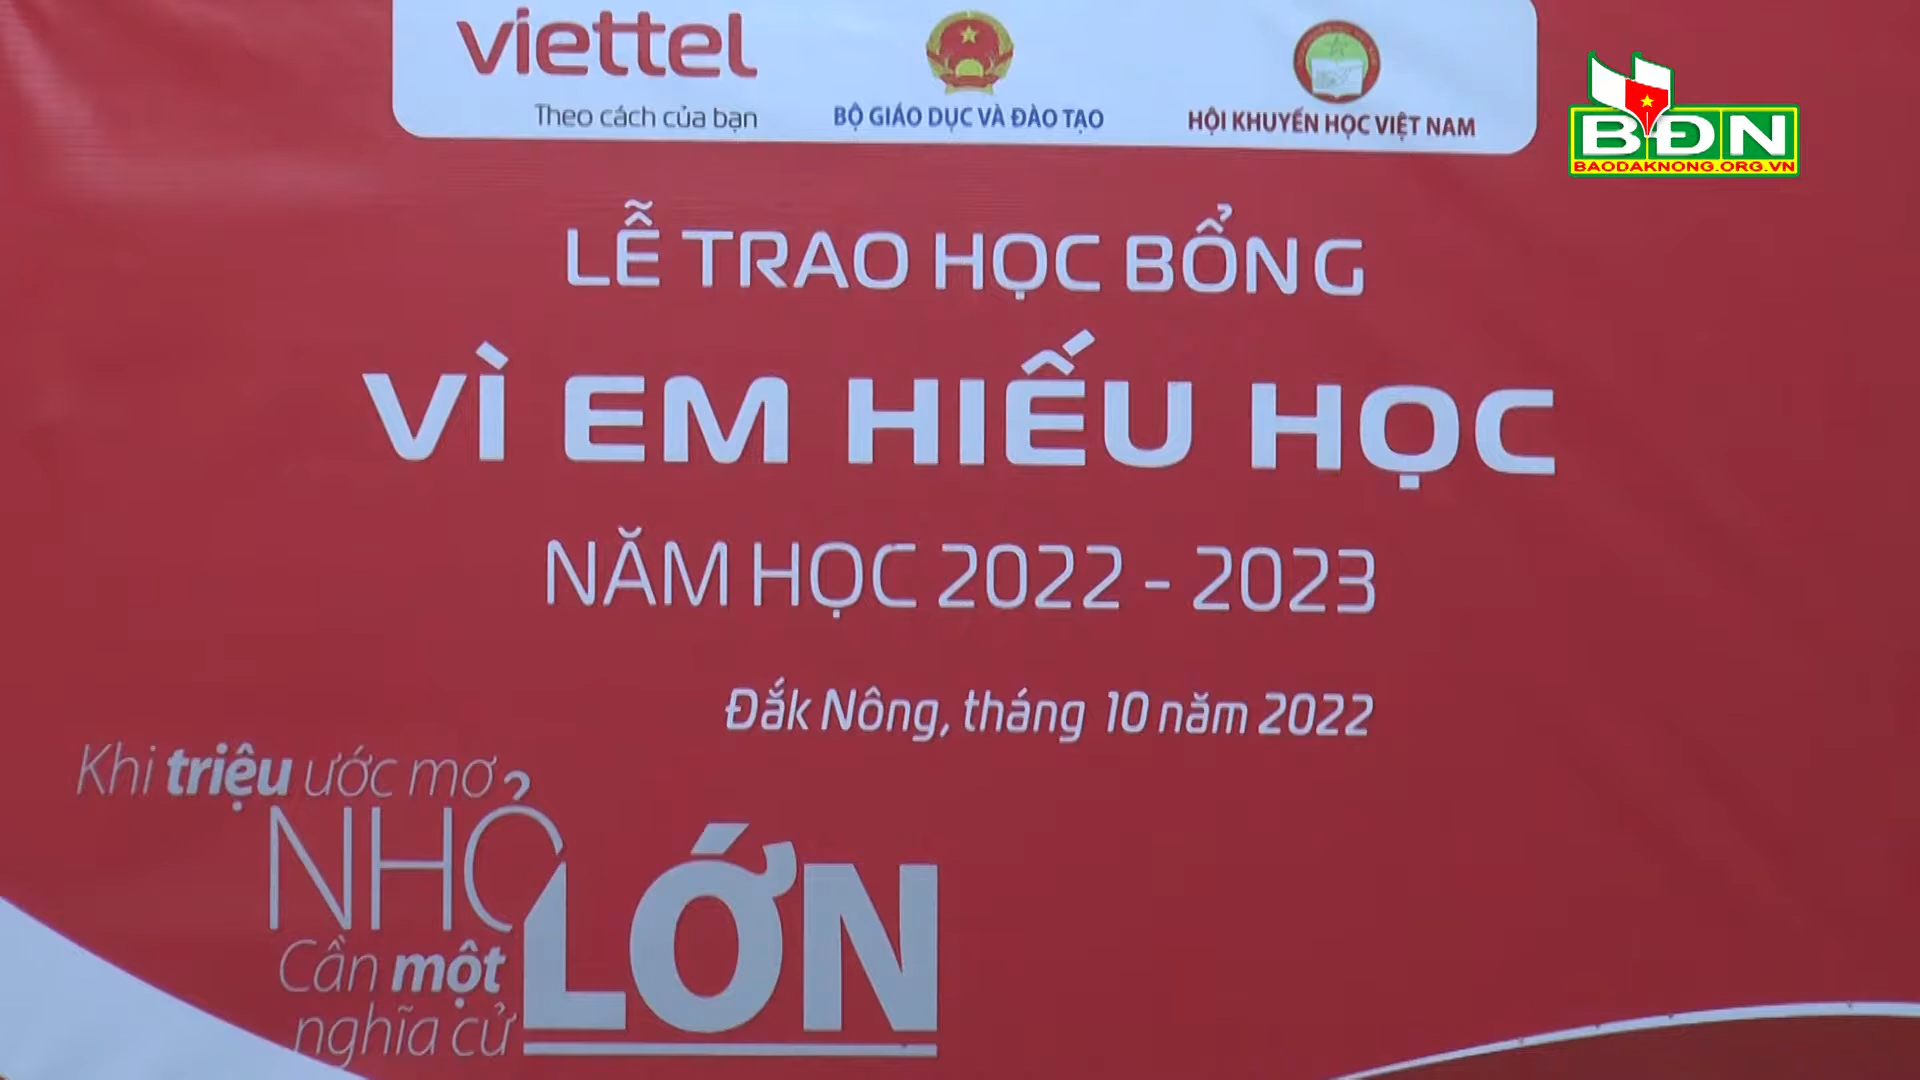 viettel
Theo cách của bạn
BỘ GIÁO DỤC VÀ ĐÀO TẠO
HỘI KHUYẾN HỌC VIỆT NAM
BĐN
BAODAKNONG.ORG.VN
LỄ TRAO HỌC BỔNG
VÌ EM HIẾU HỌC
NĂM HỌC 2022 - 2023
Đắk Nông, tháng 10 năm 2022
Khi triệu ước mơ
NHỎ
Cần một
nghĩa cử
LỚN